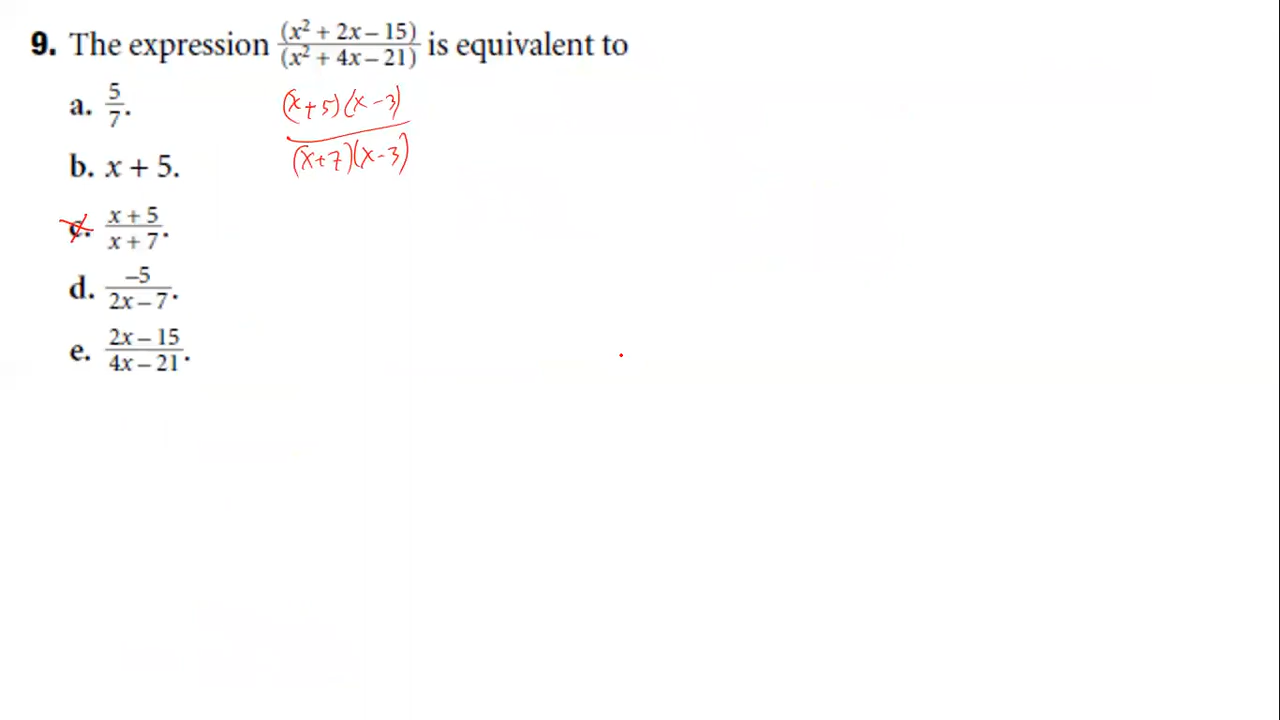 9. The expression (x² + 2x – 15)/(x² + 4x – 21) is equivalent to
a. 5/7.
(x+5)(x-3)/(x+7)(x-3)
b. x + 5.
c. x + 5/x + 7.
d. –5/2x – 7.
e. 2x – 15/4x – 21.